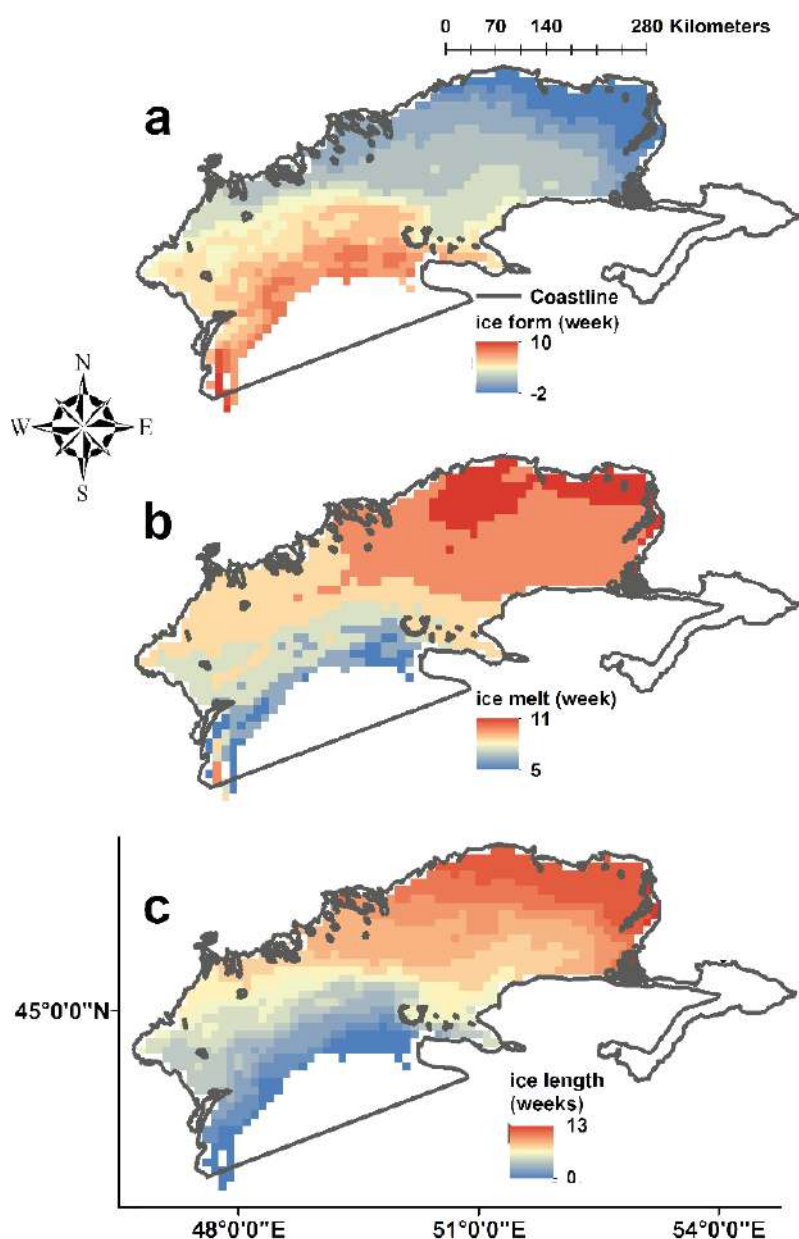 0 70 140 280 Kilometers
a
Coastline
ice form (week)
10
-2
N
W E
S
b
ice melt (week)
11
5
c
45°0'0"N
ice length
(weeks)
13
0
48°0'0"E 51°0'0"E 54°0'0"E